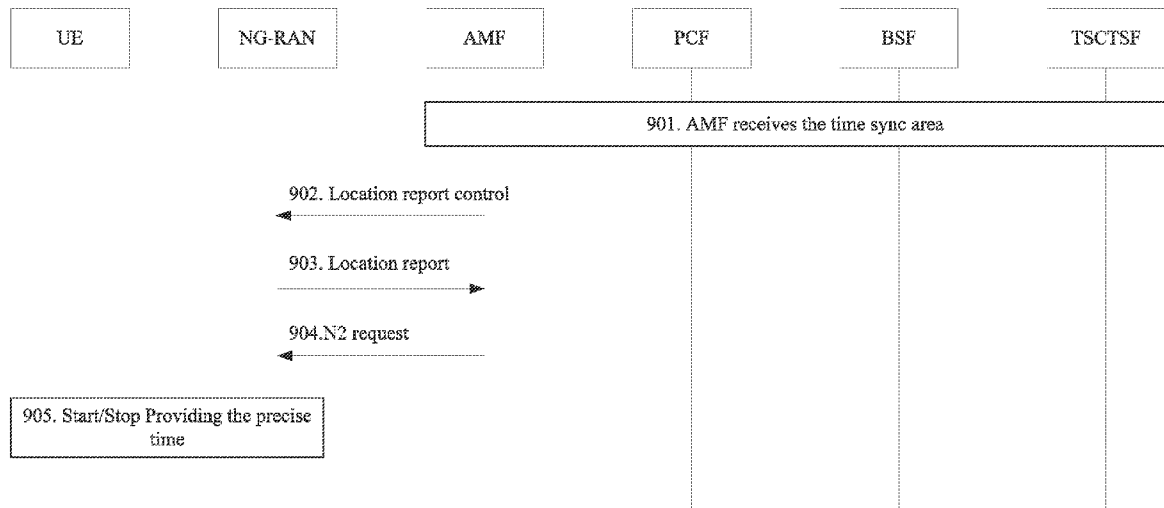 UE NG-RAN AMF PCF BSF TSCTSF
901. AMF receives the time sync area
902. Location report control
903. Location report
904.N2 request
905. Start/Stop Providing the precise
time